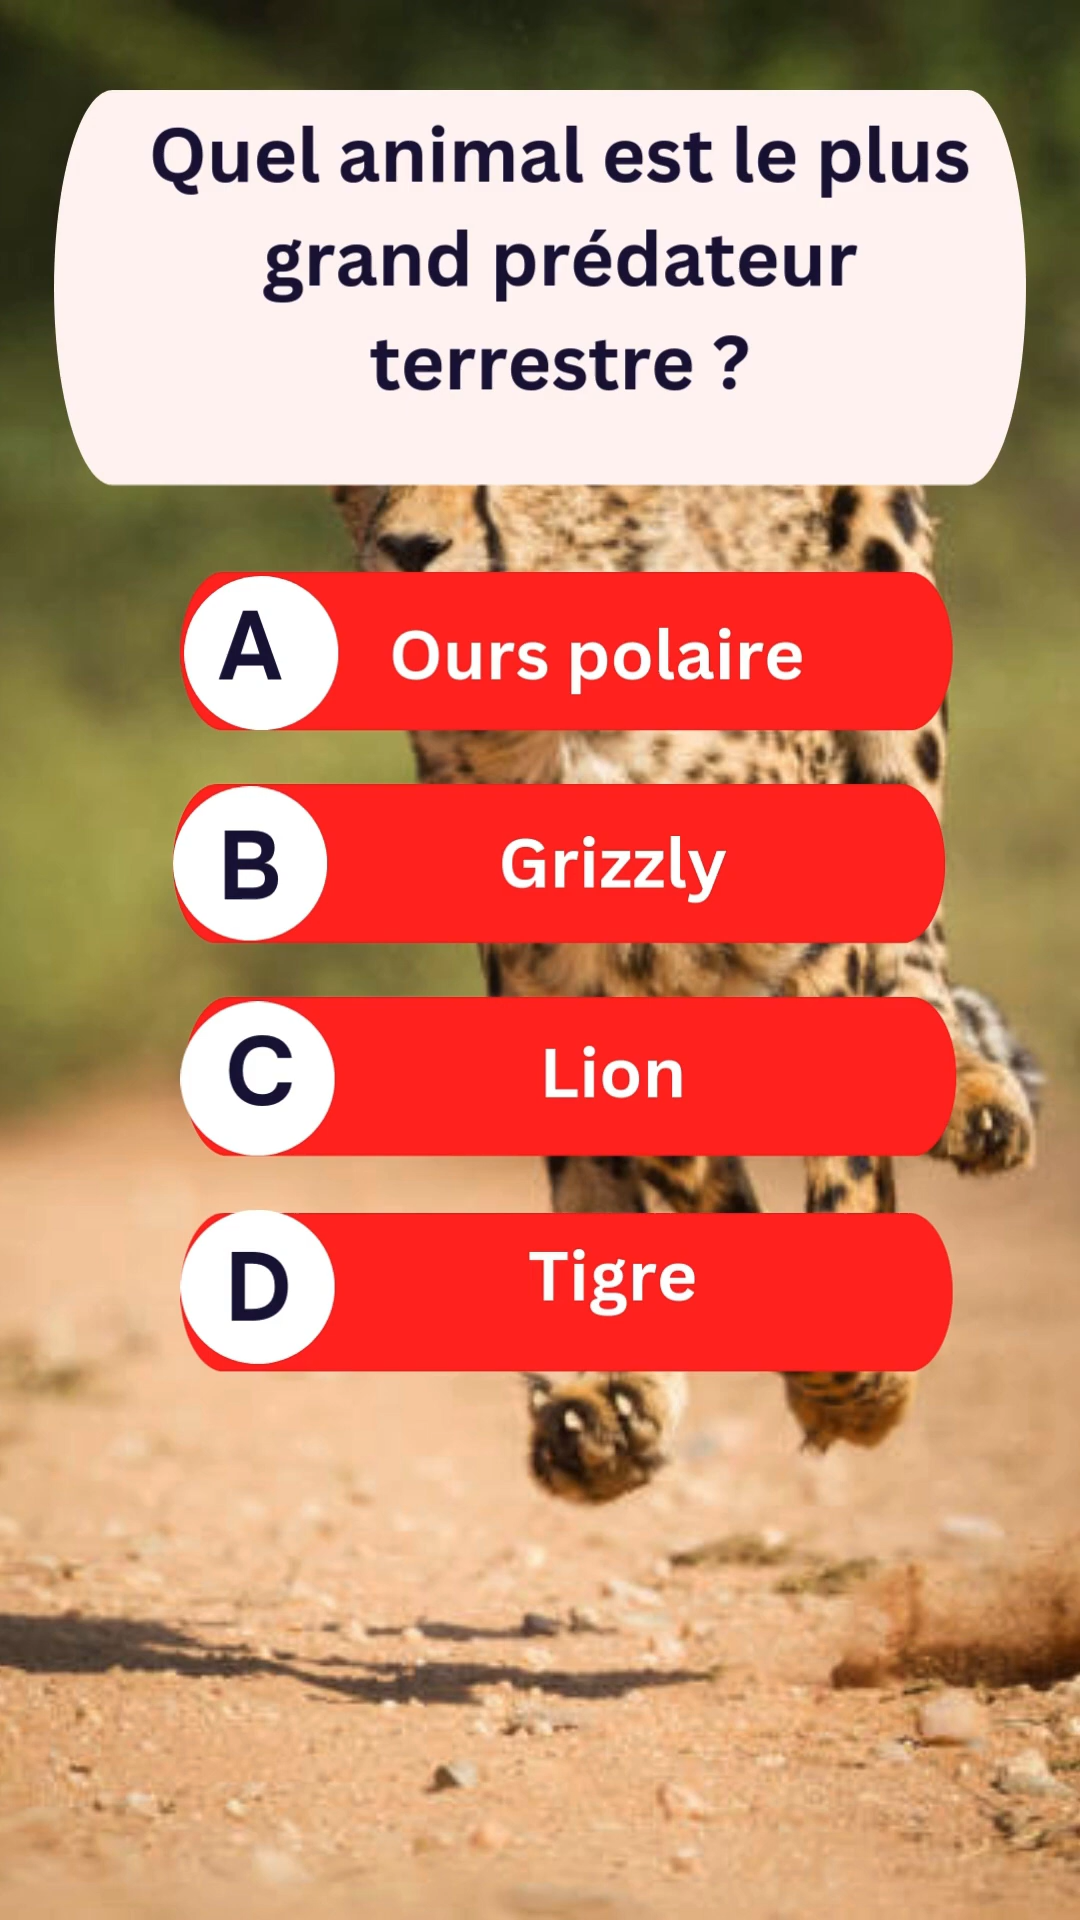 Quel animal est le plus
grand prédateur
terrestre ?
A Ours polaire
B Grizzly
C Lion
D Tigre